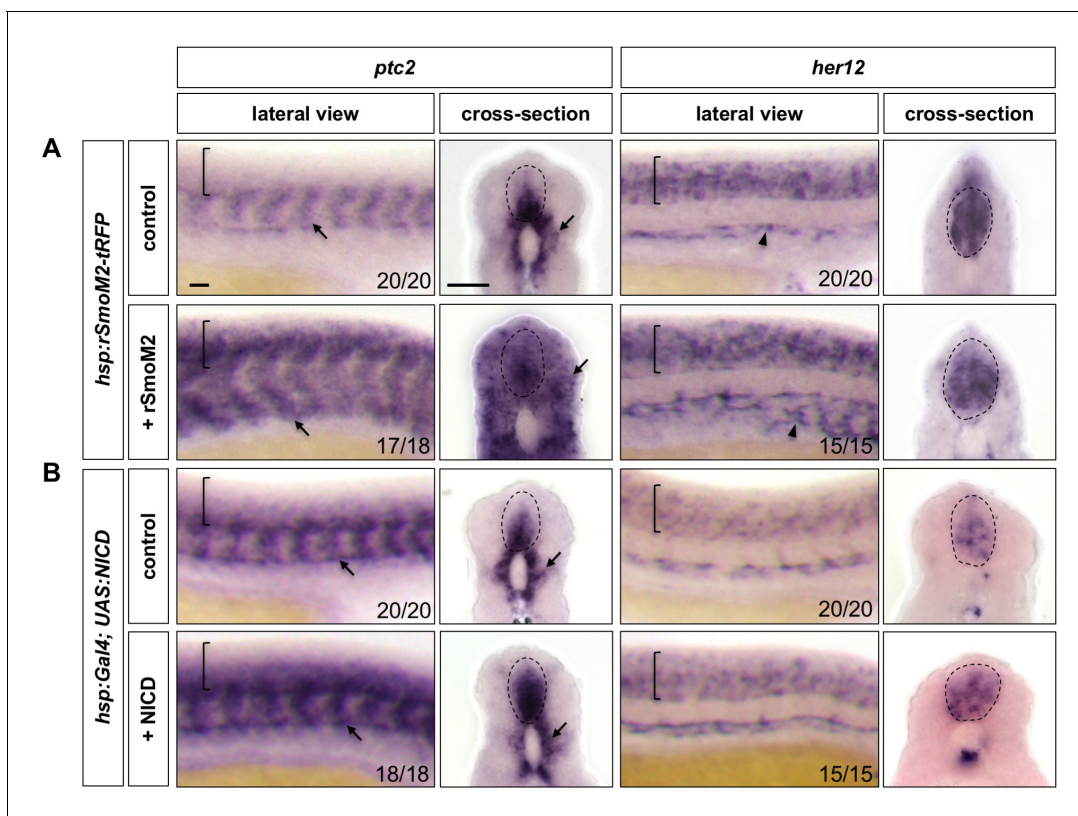 ptc2
her12
lateral view
cross-section
lateral view
cross-section
A
hsp:rSmoM2-tRFP
control
20/20
20/20
+ rSmoM2
17/18
15/15
B
hsp:Gal4; UAS:NICD
control
20/20
20/20
+ NICD
18/18
15/15